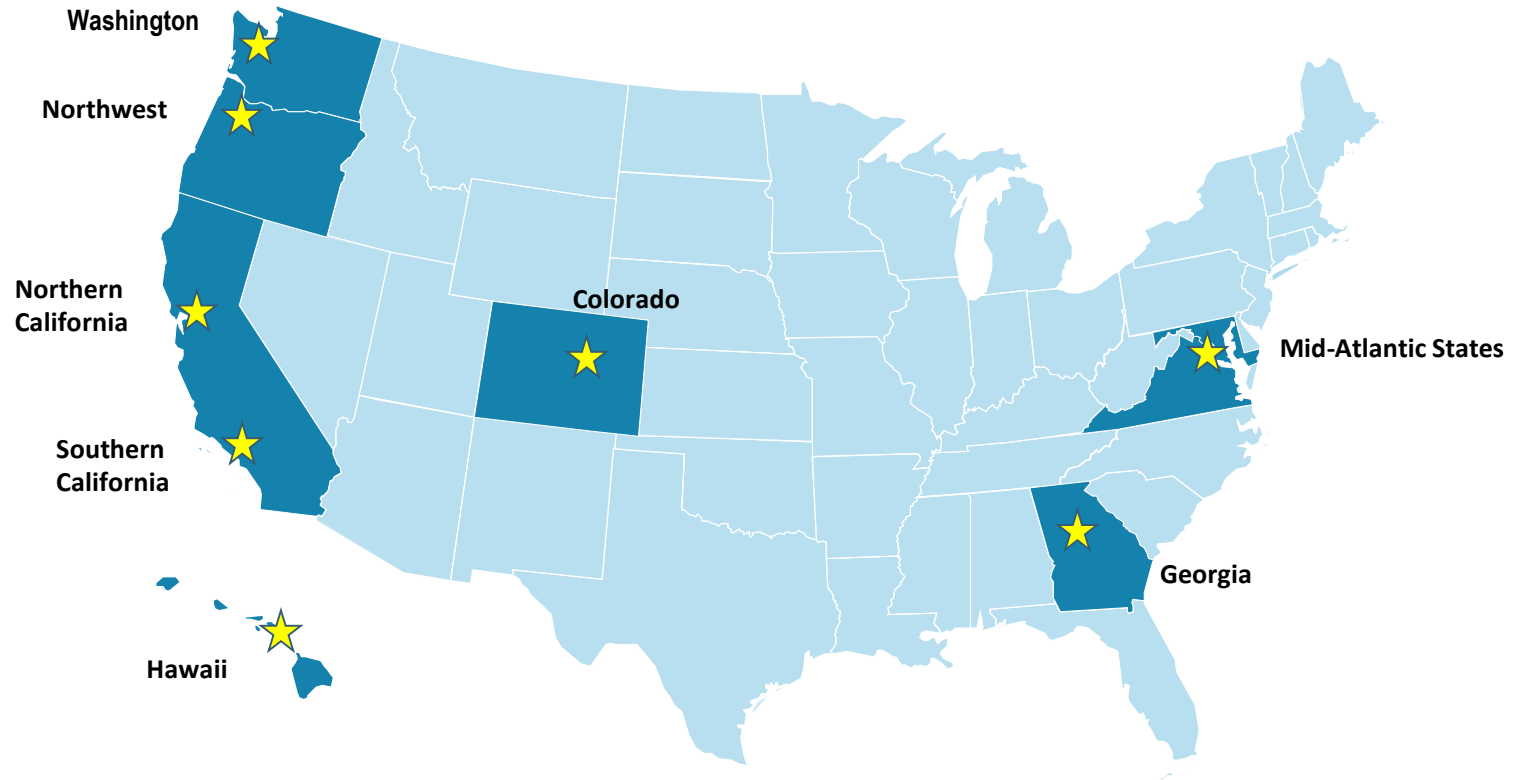 Washington
Northwest
Northern
California
Colorado
Mid-Atlantic States
Southern
California
Georgia
Hawaii